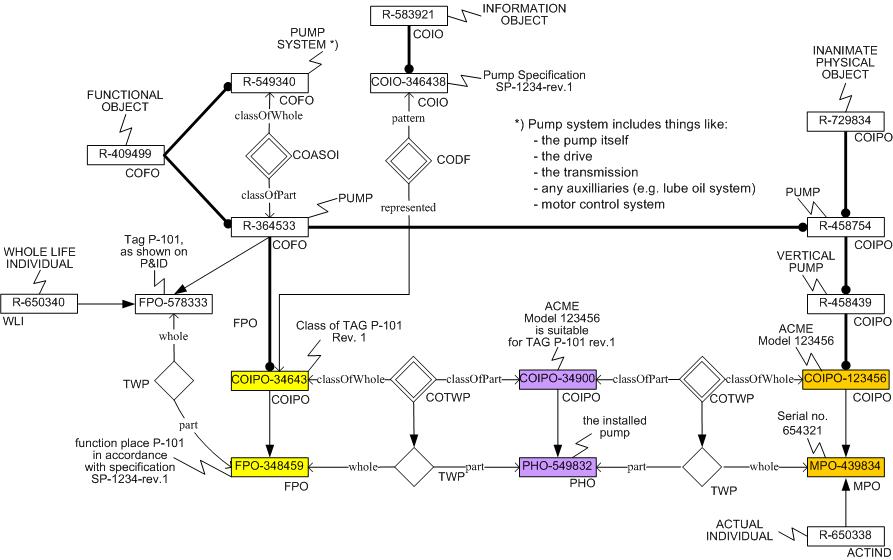 R-583921
INFORMATION
OBJECT
COIO
PUMP
SYSTEM *)
R-549340
COFO
COIO-346438
COIO
Pump Specification
SP-1234-rev.1
INANIMATE
PHYSICAL
OBJECT
R-729834
COIPO
FUNCTIONAL
OBJECT
R-409499
COFO
classOfWhole
COASOI
classOfPart
pattern
CODF
represented
*) Pump system includes things like:
- the pump itself
- the drive
- the transmission
- any auxilliaries (e.g. lube oil system)
- motor control system
PUMP
R-364533
COFO
PUMP
R-458754
COIPO
Tag P-101,
as shown on
P&ID
WHOLE LIFE
INDIVIDUAL
R-650340
WLI
FPO-578333
FPO
VERTICAL
PUMP
R-458439
COIPO
whole
TWP
part
Class of TAG P-101
Rev. 1
COIPO-34643
COIPO
classOfWhole
COTWP
classOfPart
ACME
Model 123456
is suitable
for TAG P-101 rev.1
COIPO-34900
COIPO
classOfPart
COTWP
classOfWhole
ACME
Model 123456
COIPO-123456
COIPO
function place P-101
in accordance
with specification
SP-1234-rev.1
FPO-348459
FPO
whole
TWP
part
the installed
pump
PHO-549832
PHO
part
TWP
whole
Serial no.
654321
MPO-439834
MPO
ACTUAL
INDIVIDUAL
R-650338
ACTIND